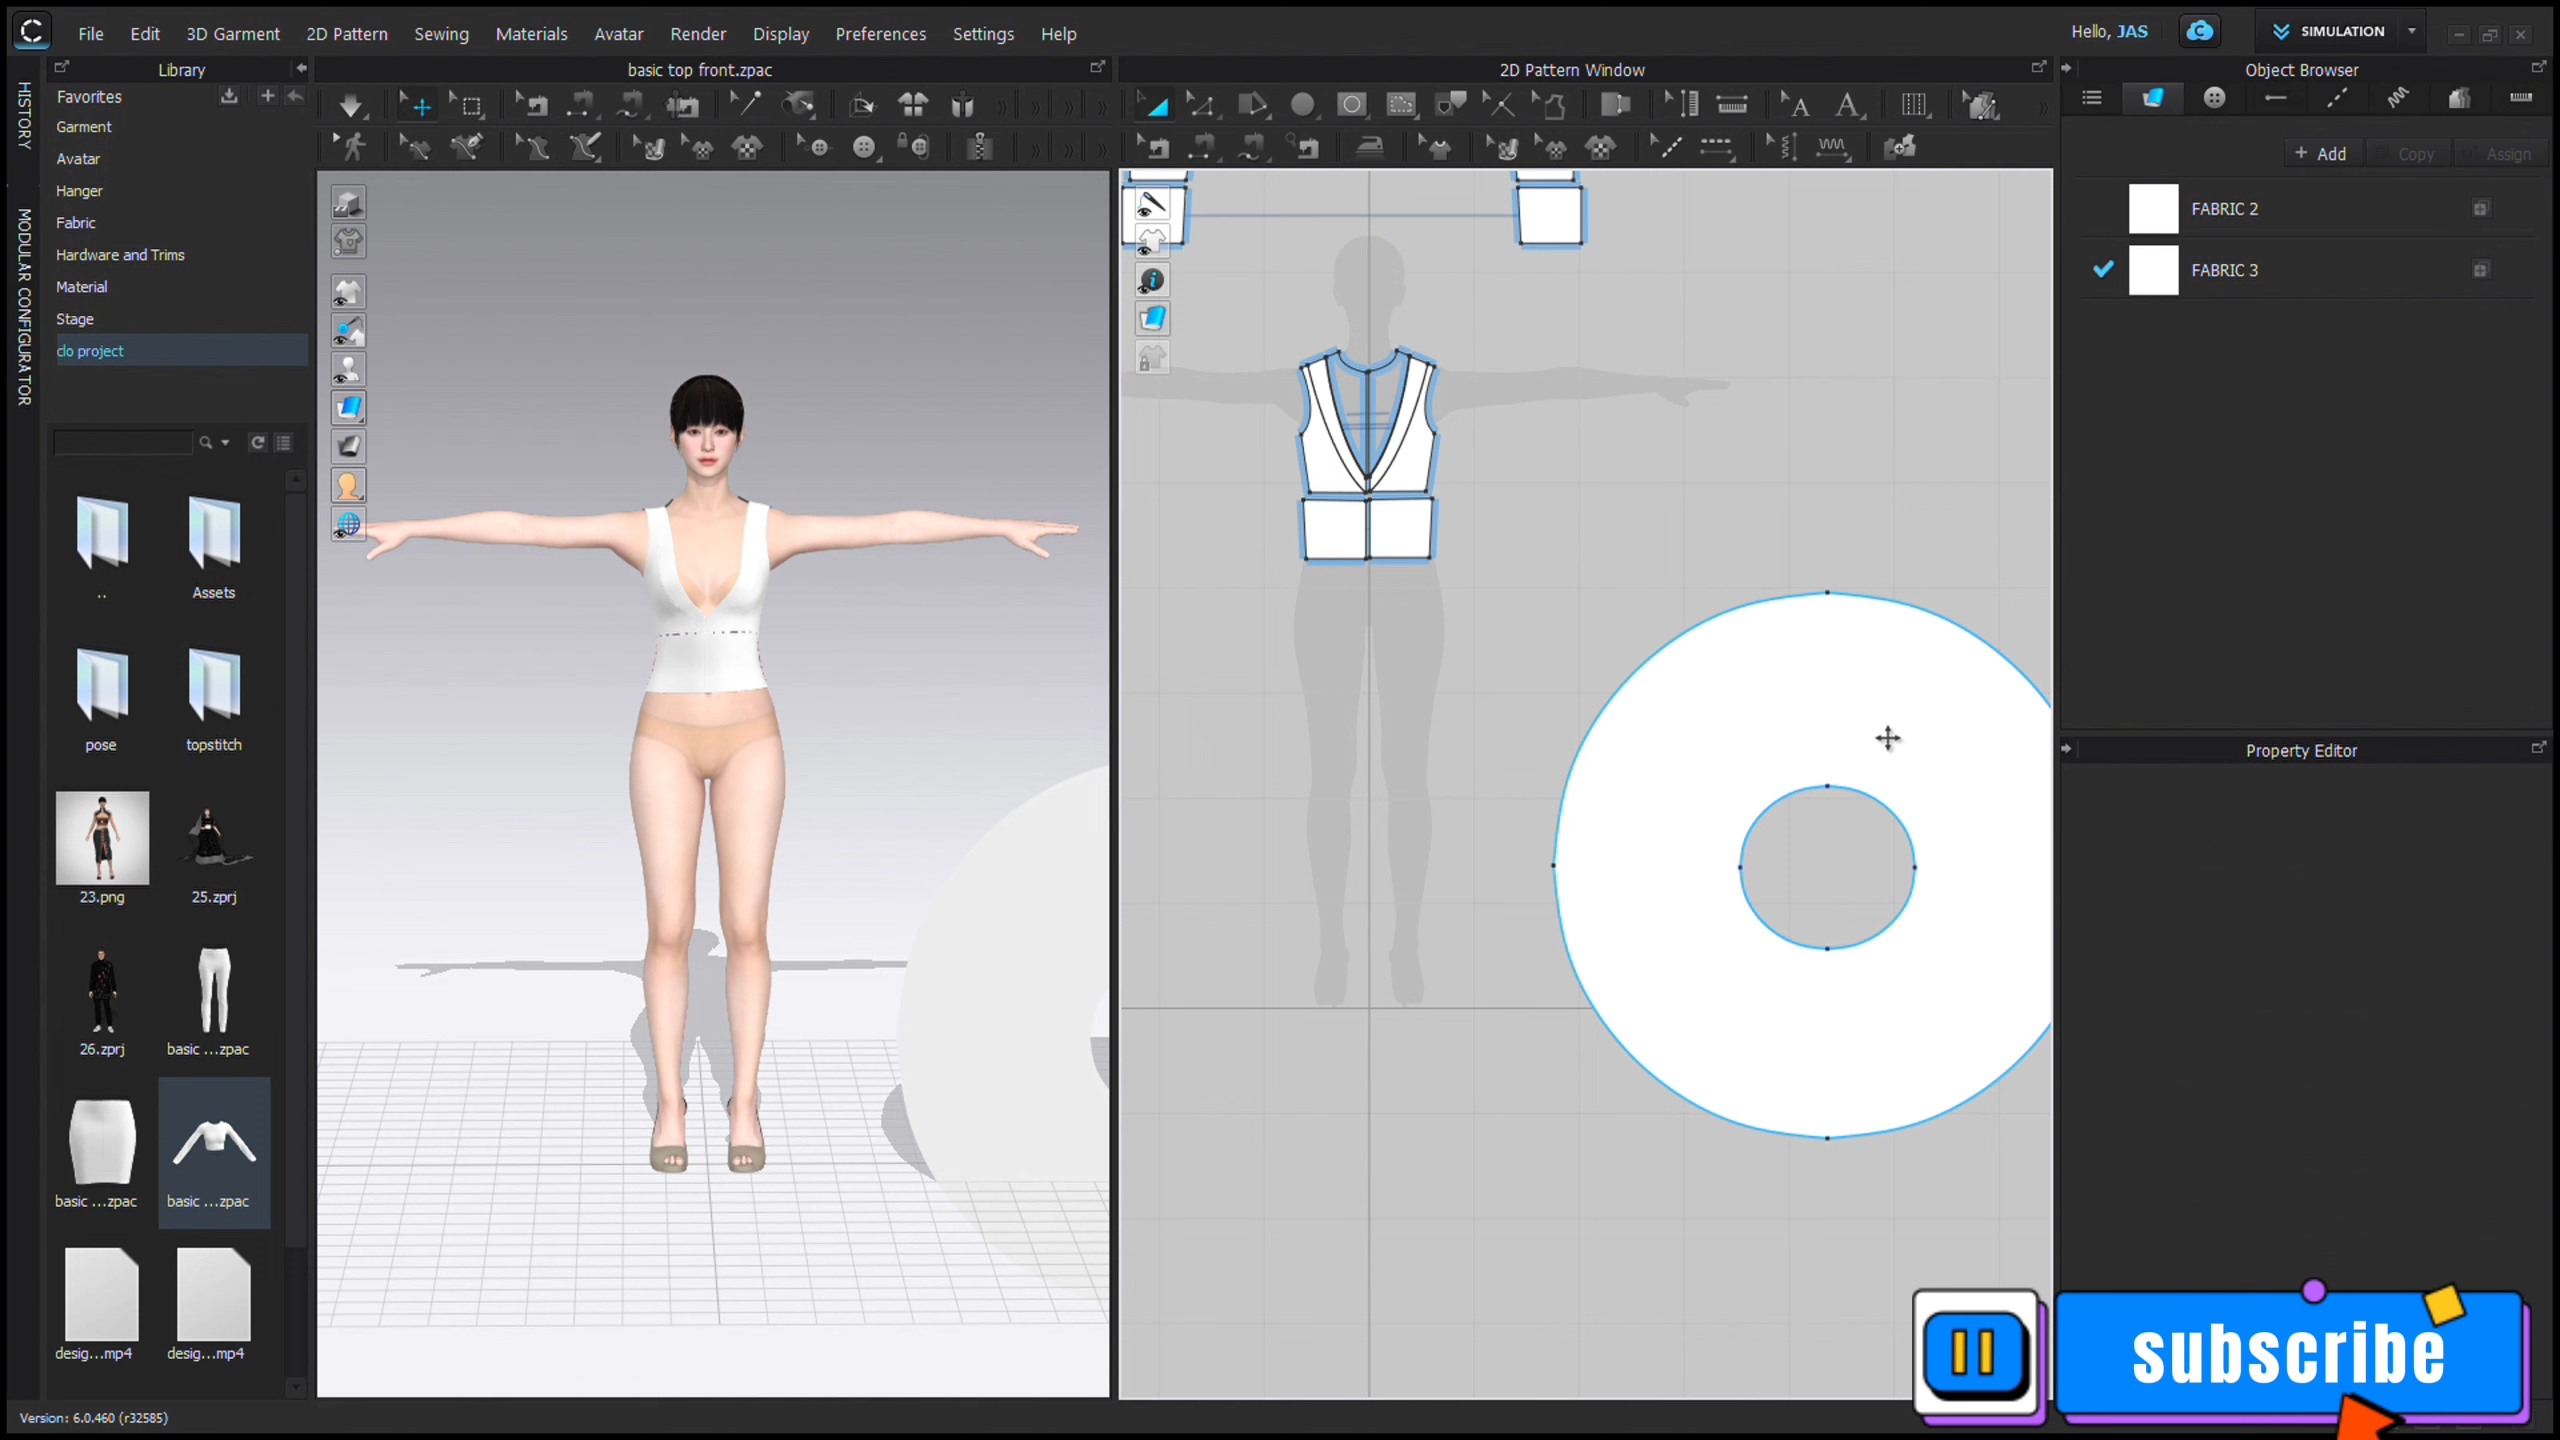 File Edit 3D Garment 2D Pattern Sewing Materials Avatar Render Display Preferences Settings Help
Hello, JAS
SIMULATION
HISTORY
MODULAR CONFIGURATOR
Library
Favorites
Garment
Avatar
Hanger
Fabric
Hardware and Trims
Material
Stage
clo project
..
Assets
pose
topstitch
23.png
25.zprj
26.zprj
basic ...zpac
basic ...zpac
basic ...zpac
desig...mp4
desig...mp4
Version: 6.0.460 (r32585)
basic top front.zpac
2D Pattern Window
Object Browser
+ Add
Copy
Assign
FABRIC 2
FABRIC 3
Property Editor
subscribe